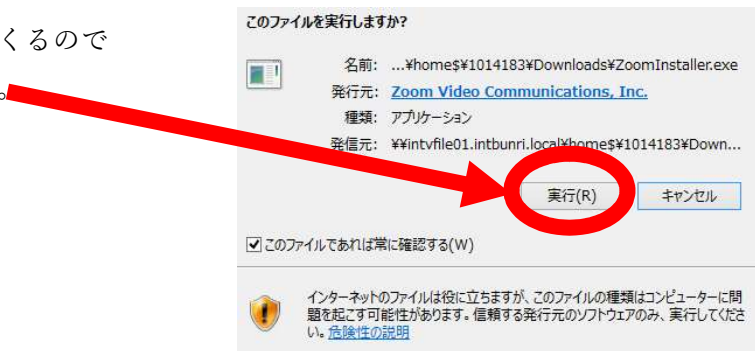 くるので
。
このファイルを実行しますか?
名前: ...¥home$¥1014183¥Downloads¥ZoomInstaller.exe
発行元: Zoom Video Communications, Inc.
種類: アプリケーション
発信元: ¥¥intvfile01.intbunri.local¥home$¥1014183¥Down...
実行(R) キャンセル
このファイルであれば常に確認する(W)
インターネットのファイルは役に立ちますが、このファイルの種類はコンピューターに問
題を起こす可能性があります。信頼する発行元のソフトウェアのみ、実行してくださ
い。危険性の説明